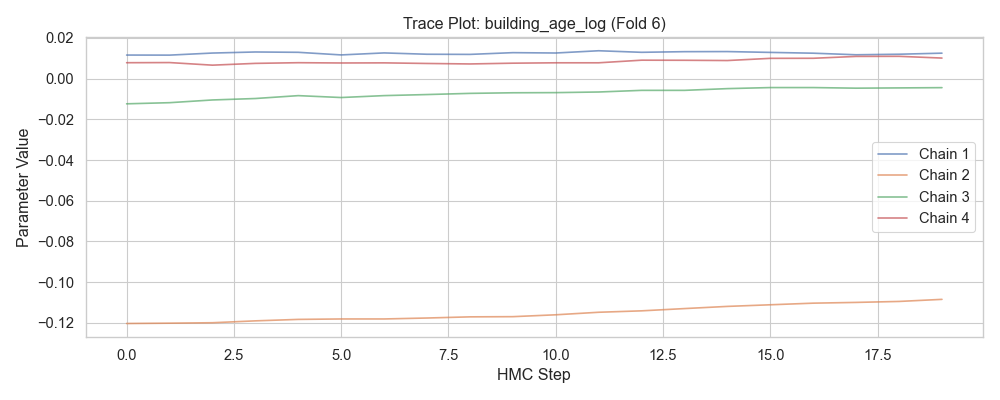 Trace Plot: building_age_log (Fold 6)
Parameter Value
0.02
0.00
−0.02
−0.04
−0.06
−0.08
−0.10
−0.12
Chain 1
Chain 2
Chain 3
Chain 4
0.0 2.5 5.0 7.5 10.0 12.5 15.0 17.5
HMC Step